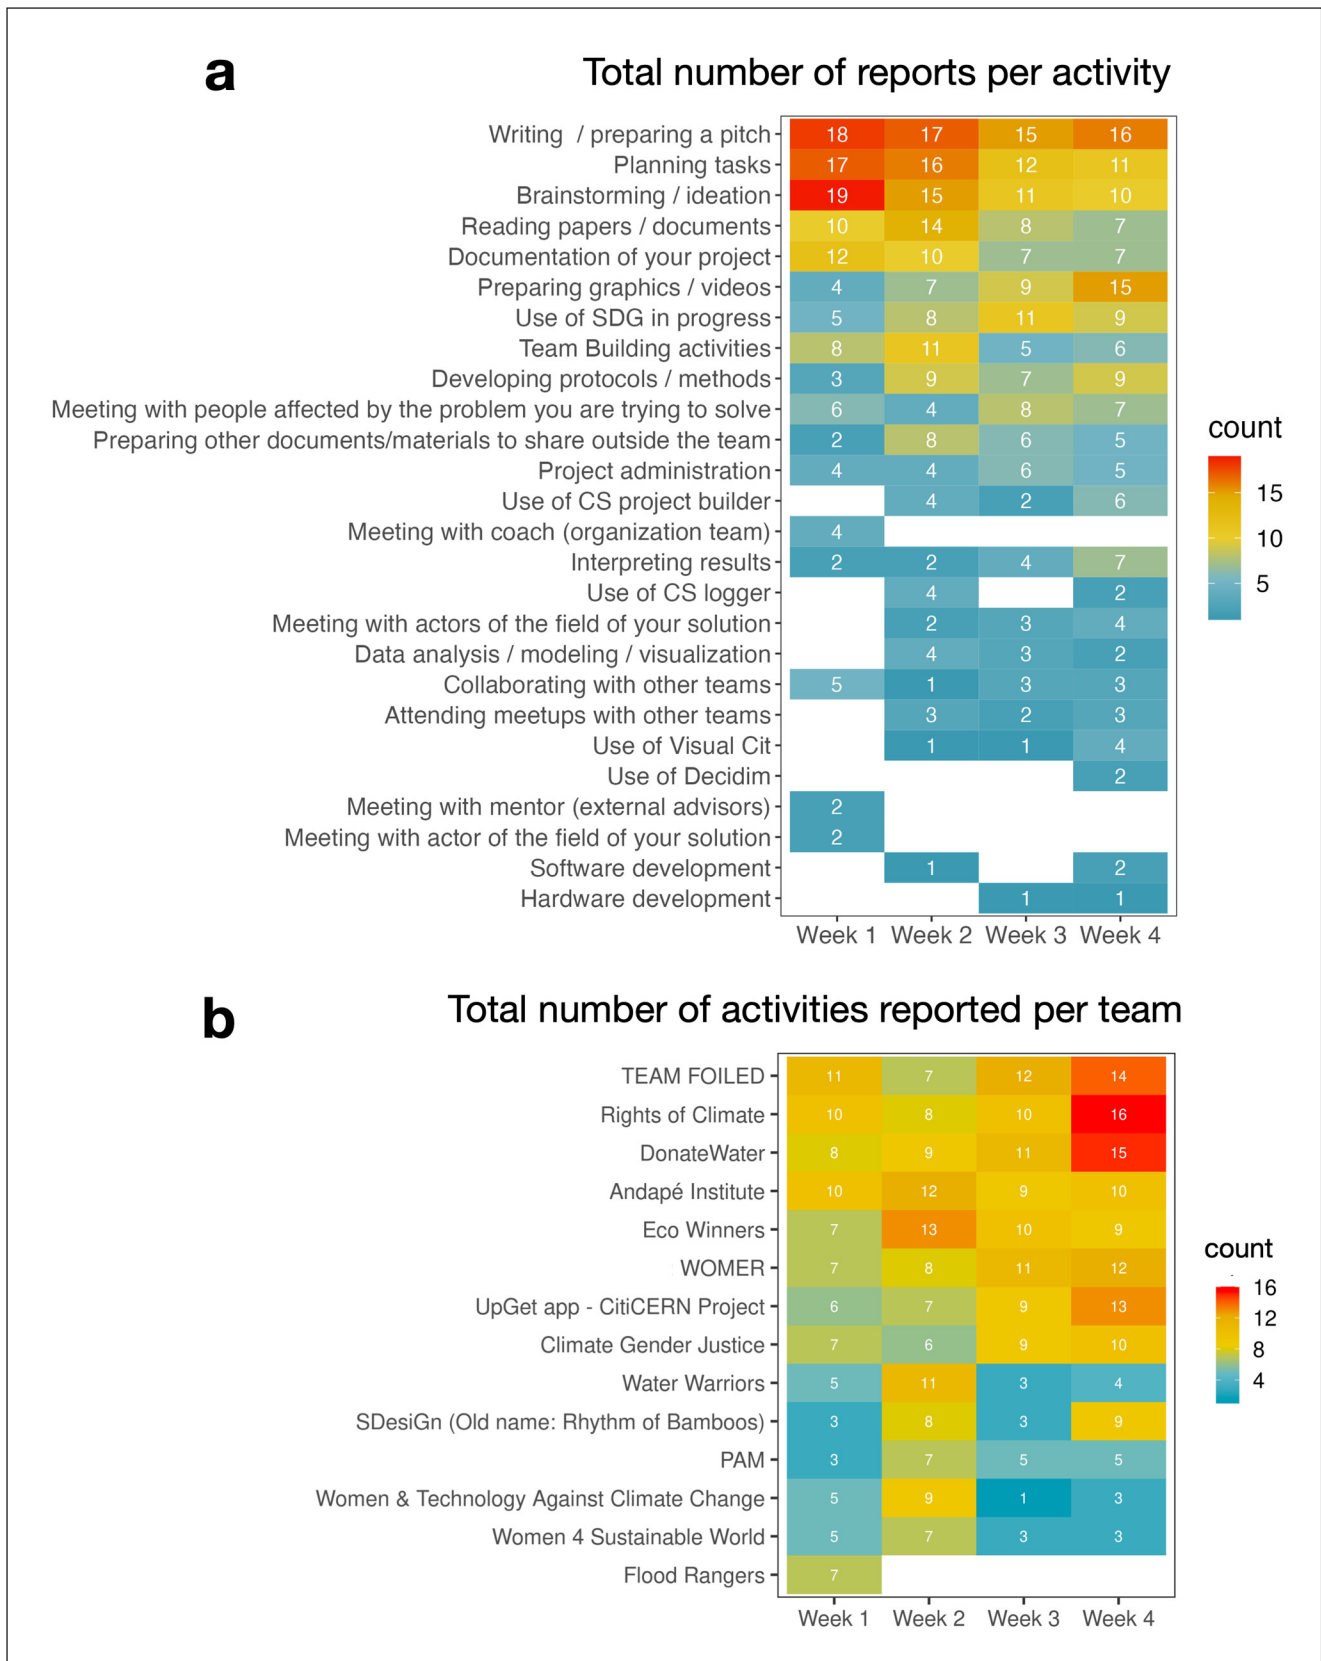 a Total number of reports per activity
Writing / preparing a pitch 18 17 15 16
Planning tasks 17 16 12 11
Brainstorming / ideation 19 15 11 10
Reading papers / documents 10 14 8 7
Documentation of your project 12 10 7 7
Preparing graphics / videos 4 7 9 15
Use of SDG in progress 5 8 11 9
Team Building activities 8 11 5 6
Developing protocols / methods 3 9 7 9
Meeting with people affected by the problem you are trying to solve 6 4 8 7
Preparing other documents/materials to share outside the team 2 8 6 5
Project administration 4 4 6 5
Use of CS project builder 4 2 6
Meeting with coach (organization team) 4
Interpreting results 2 2 4 7
Use of CS logger 4 2
Meeting with actors of the field of your solution 2 3 4
Data analysis / modeling / visualization 4 3 2
Collaborating with other teams 5 1 3 3
Attending meetups with other teams 3 2 3
Use of Visual Cit 1 1 4
Use of Decidim 2
Meeting with mentor (external advisors) 2
Meeting with actor of the field of your solution 2
Software development 1 2
Hardware development 1 1
Week 1 Week 2 Week 3 Week 4
count
15
10
5
b Total number of activities reported per team
TEAM FOILED 11 7 12 14
Rights of Climate 10 8 10 16
DonateWater 8 9 11 15
Andapé Institute 10 12 9 10
Eco Winners 7 13 10 9
WOMER 7 8 11 12
UpGet app - CitiCERN Project 6 7 9 13
Climate Gender Justice 7 6 9 10
Water Warriors 5 11 3 4
SDesiGn (Old name: Rhythm of Bamboos) 3 8 3 9
PAM 3 7 5 5
Women & Technology Against Climate Change 5 9 1 3
Women 4 Sustainable World 5 7 3 3
Flood Rangers 7
Week 1 Week 2 Week 3 Week 4
count
16
12
8
4